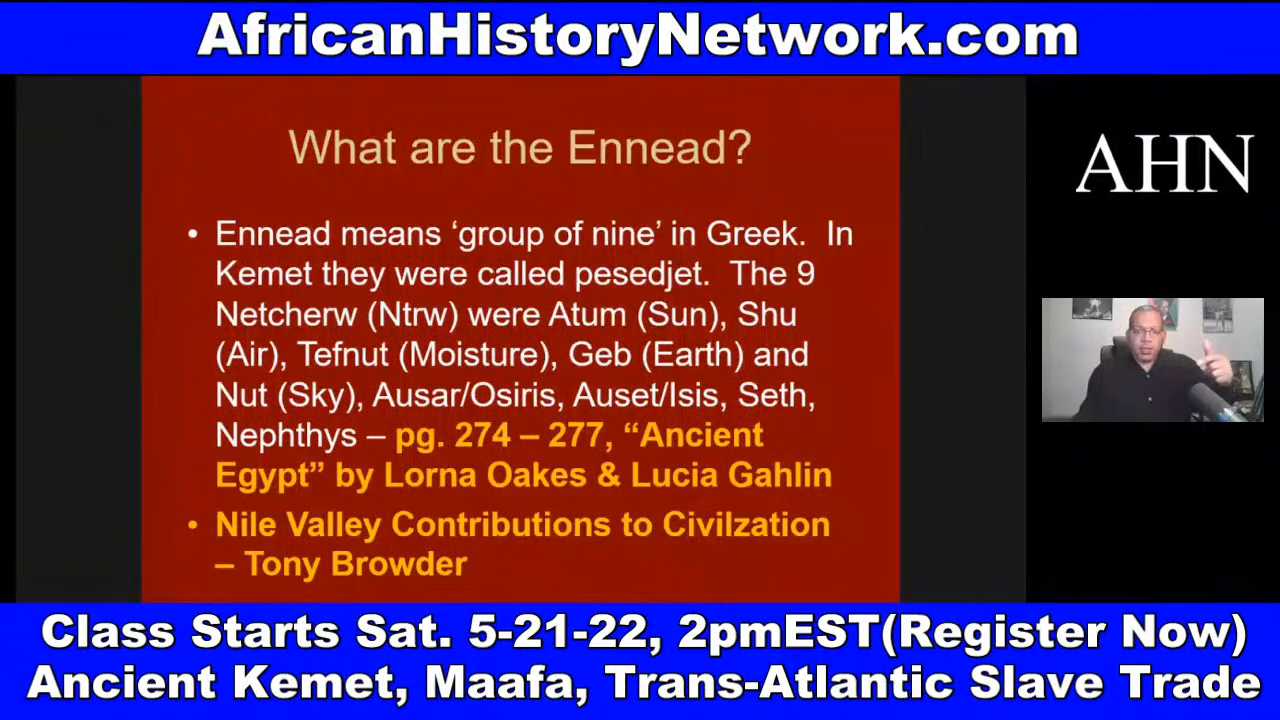 AfricanHistoryNetwork.com
What are the Ennead?
• Ennead means ‘group of nine’ in Greek.  In
Kemet they were called pesedjet.  The 9
Netcherw (Ntrw) were Atum (Sun), Shu
(Air), Tefnut (Moisture), Geb (Earth) and
Nut (Sky), Ausar/Osiris, Auset/Isis, Seth,
Nephthys – pg. 274 – 277, “Ancient
Egypt” by Lorna Oakes & Lucia Gahlin
• Nile Valley Contributions to Civilzation
– Tony Browder
AHN
Class Starts Sat. 5-21-22, 2pmEST(Register Now)
Ancient Kemet, Maafa, Trans-Atlantic Slave Trade